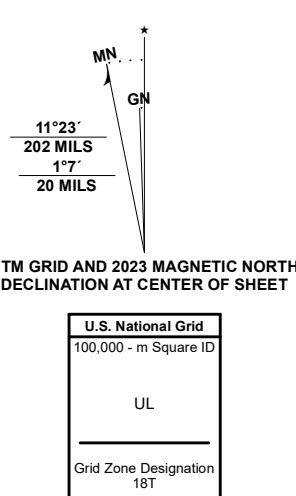 ★
MN
GN
11°23´
202 MILS
1°7´
20 MILS
TM GRID AND 2023 MAGNETIC NORTH
DECLINATION AT CENTER OF SHEET
U.S. National Grid
100,000 - m Square ID
UL
Grid Zone Designation
18T